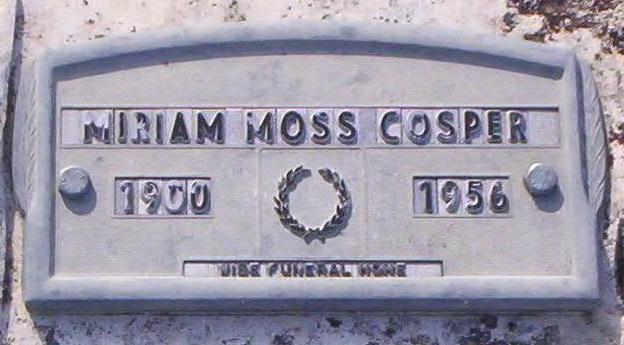 MIRIAM MOSS COSPER
1900 1956
WISE FUNERAL HOME